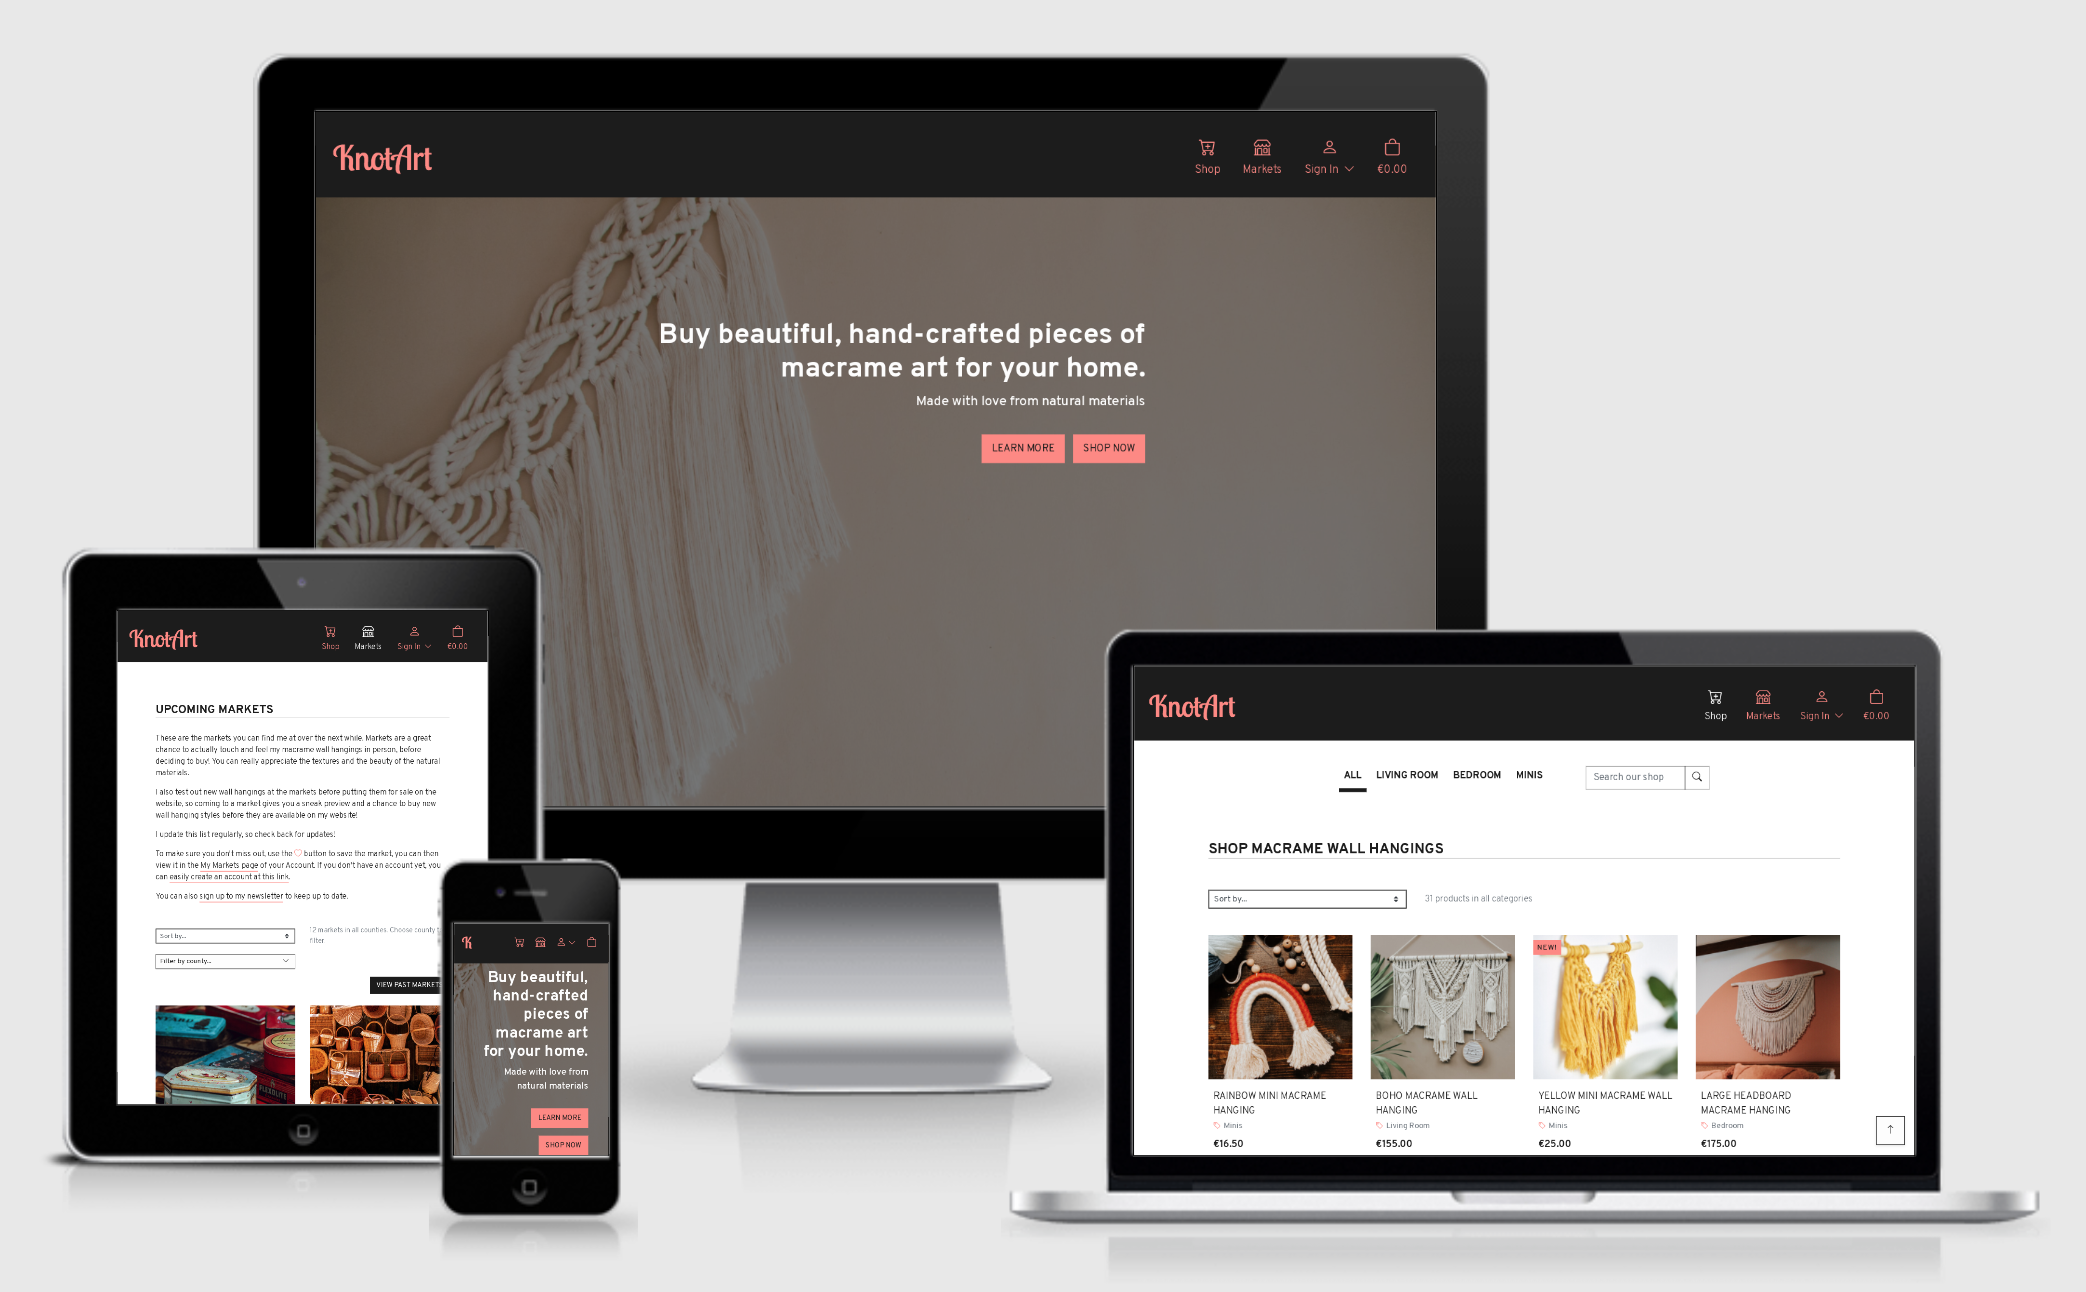 KnotArt
Shop
Markets
Sign In
€0.00
Buy beautiful, hand-crafted pieces of
macrame art for your home.
Made with love from natural materials
LEARN MORE
SHOP NOW
KnotArt
Shop
Markets
Sign In
€0.00
UPCOMING MARKETS
These are the markets you can find me at over the next while. Markets are a great
chance to actually touch and feel my macrame wall hangings in person, before
deciding to buy! You can really appreciate the textures and the beauty of the natural
materials.
I also test out new wall hangings at the markets before putting them for sale on the
website, so coming to a market gives you a sneak preview and a chance to buy new
wall hanging styles before they are available on my website!
I update this list regularly, so check back for updates!
To make sure you don't miss out, use the button to save the market, you can then
view it in the My Markets page of your Account. If you don't have an account yet, you
can easily create an account at this link.
You can also sign up to my newsletter to keep up to date.
Sort by...
12 markets in all counties. Choose county
filter
Filter by county...
VIEW PAST MARKETS
K
Buy beautiful,
hand-crafted
pieces of
macrame art
for your home.
Made with love from
natural materials
LEARN MORE
SHOP NOW
KnotArt
Shop
Markets
Sign In
€0.00
ALL
LIVING ROOM
BEDROOM
MINIS
Search our shop
SHOP MACRAME WALL HANGINGS
Sort by...
31 products in all categories
NEW!
RAINBOW MINI MACRAME
HANGING
Minis
€16.50
BOHO MACRAME WALL
HANGING
Living Room
€155.00
YELLOW MINI MACRAME WALL
HANGING
Minis
€25.00
LARGE HEADBOARD
MACRAME HANGING
Bedroom
€175.00